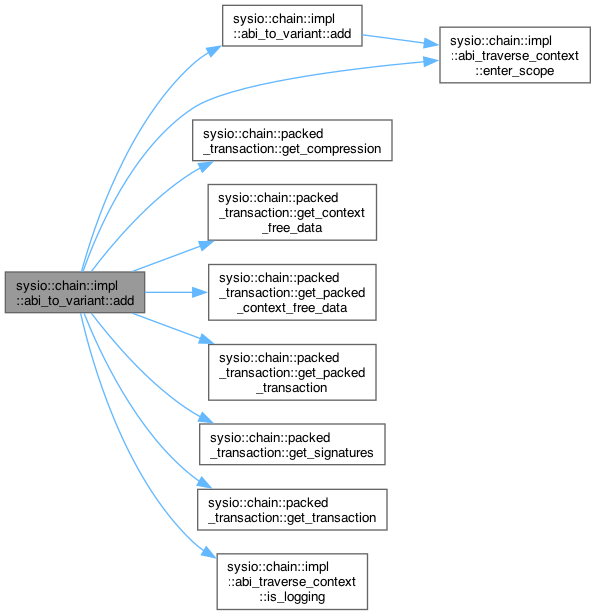 sysio::chain::impl
::abi_to_variant::add
sysio::chain::impl
::abi_to_variant::add
sysio::chain::impl
::abi_traverse_context
::enter_scope
sysio::chain::packed
_transaction::get_compression
sysio::chain::packed
_transaction::get_context
_free_data
sysio::chain::packed
_transaction::get_packed
_context_free_data
sysio::chain::packed
_transaction::get_packed
_transaction
sysio::chain::packed
_transaction::get_signatures
sysio::chain::packed
_transaction::get_transaction
sysio::chain::impl
::abi_traverse_context
::is_logging